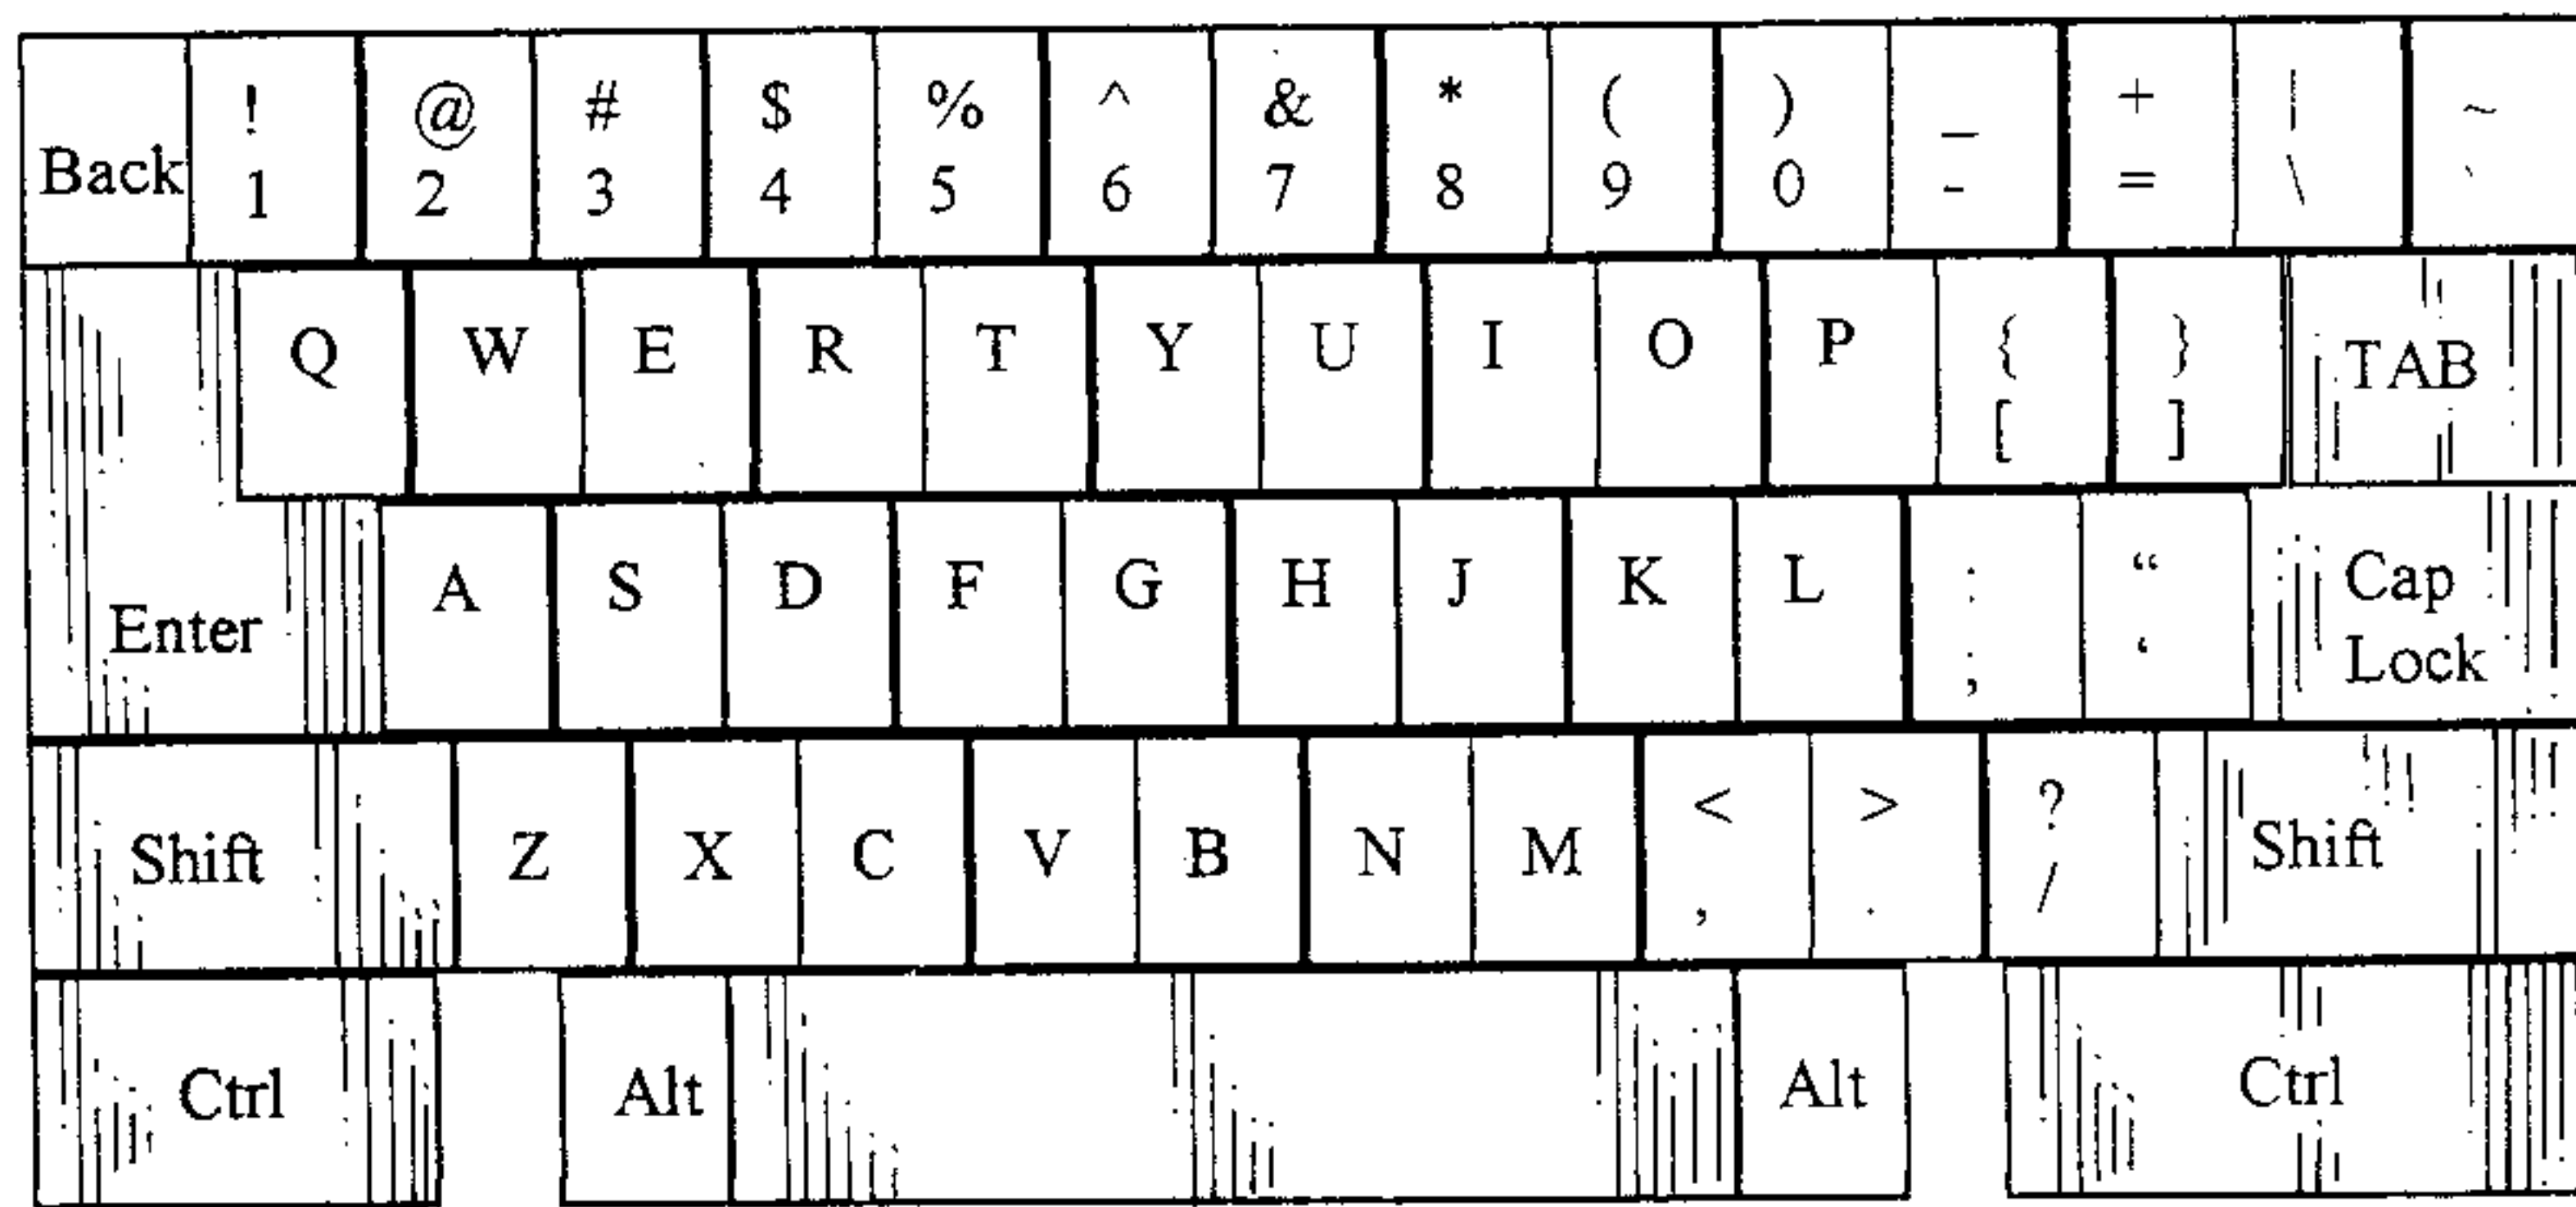 ! @ # $ % ^ & * ( ) _ + | ~
Back 1 2 3 4 5 6 7 8 9 0 - = \ `
Q W E R T Y U I O P { } TAB
[ ]
A S D F G H J K L : “ Cap
Enter ; ‘ Lock
< > ?
Shift Z X C V B N M , . / Shift
Ctrl Alt Alt Ctrl